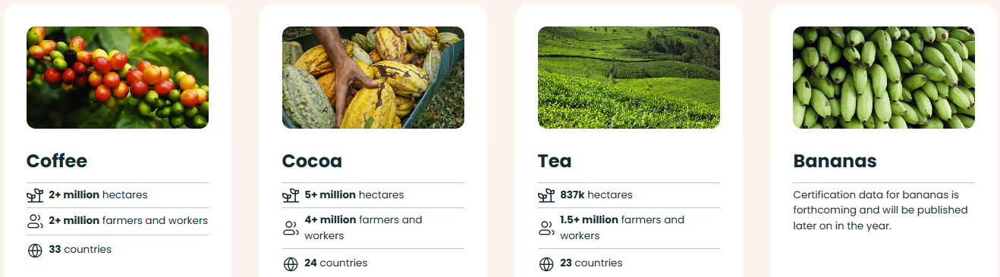 Coffee
2+ million hectares
2+ million farmers and workers
33 countries
Cocoa
5+ million hectares
4+ million farmers and
workers
24 countries
Tea
837k hectares
1.5+ million farmers and
workers
23 countries
Bananas
Certification data for bananas is
forthcoming and will be published
later on in the year.